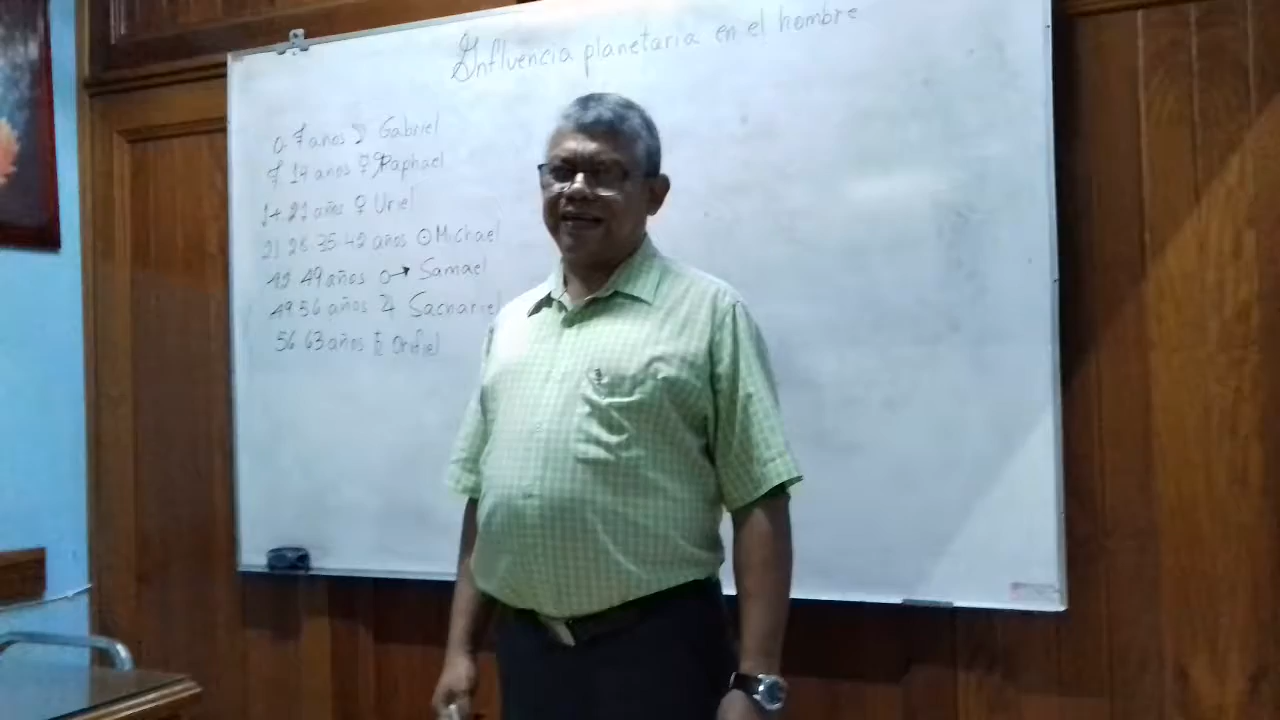 Influencia planetaria en el hombre
0 7 años ☽ Gabriel
7 14 años ☿ Raphael
14 21 años ♀ Uriel
21 28 35 42 años ☉ Michael
42 49 años ♂ Samael
49 56 años ♃ Sacnariel
56 63 años ♄ Orifiel